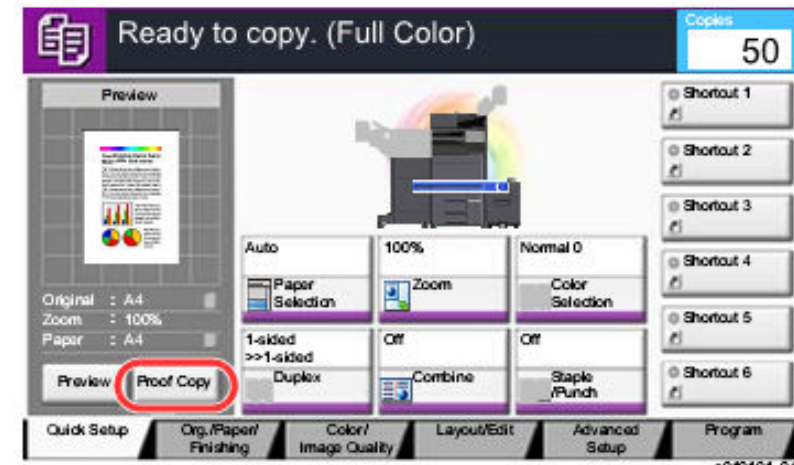 Ready to copy. (Full Color)
Copies
50
Preview
Original : A4
Zoom : 100%
Paper : A4
Preview
Proof Copy
Auto
Paper
Selection
100%
Zoom
Normal 0
Color
Selection
1-sided
>>1-sided
Duplex
Off
Combine
Off
Staple
/Punch
Shortcut 1
Shortcut 2
Shortcut 3
Shortcut 4
Shortcut 5
Shortcut 6
Quick Setup
Org./Paper/
Finishing
Color/
Image Quality
Layout/Edit
Advanced
Setup
Program